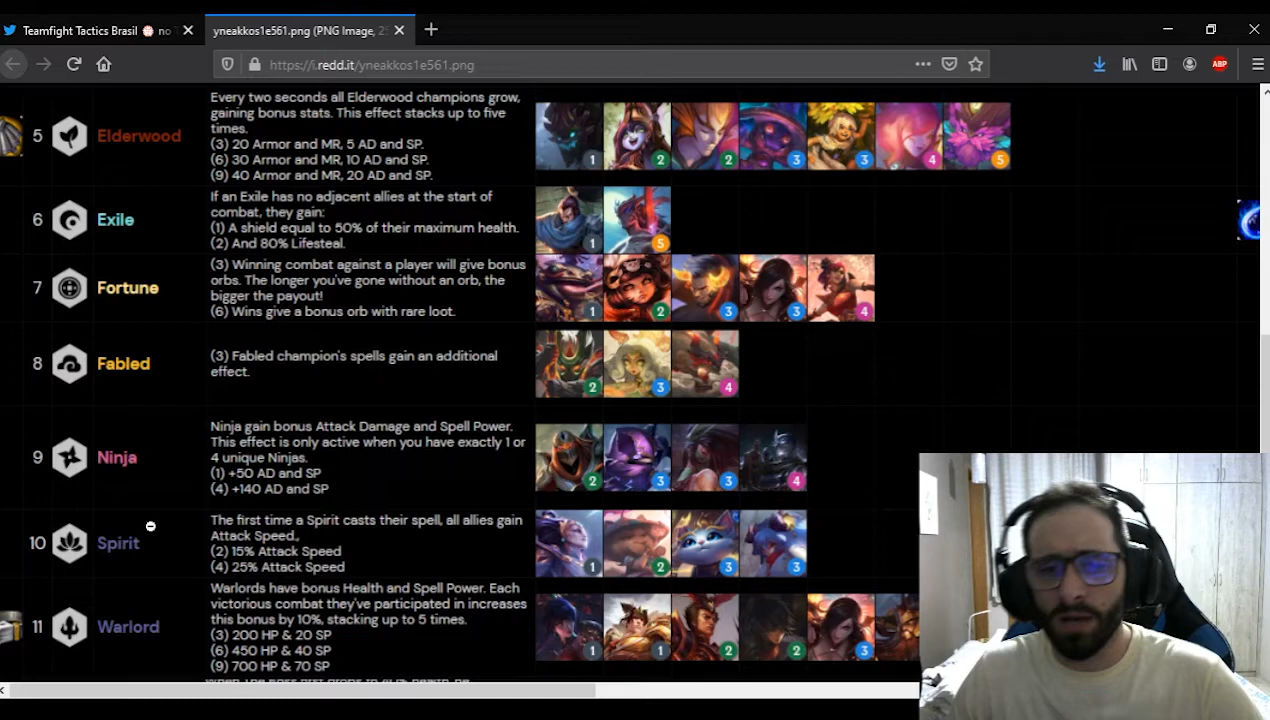 Teamfight Tactics Brasil
no
yneakkos1e561.png (PNG Image, 2
https://i.redd.it/yneakkos1e561.png
ABP
5
Elderwood
Every two seconds all Elderwood champions grow,
gaining bonus stats. This effect stacks up to five
times.
(3) 20 Armor and MR, 5 AD and SP.
(6) 30 Armor and MR, 10 AD and SP.
(9) 40 Armor and MR, 20 AD and SP.
1 2 2 3 3 4 5
6
Exile
If an Exile has no adjacent allies at the start of
combat, they gain:
(1) A shield equal to 50% of their maximum health.
(2) And 80% Lifesteal.
1 5
7
Fortune
(3) Winning combat against a player will give bonus
orbs. The longer you've gone without an orb, the
bigger the payout!
(6) Wins give a bonus orb with rare loot.
1 2 3 3 4
8
Fabled
(3) Fabled champion's spells gain an additional
effect.
2 3 4
9
Ninja
Ninja gain bonus Attack Damage and Spell Power.
This effect is only active when you have exactly 1 or
4 unique Ninjas.
(1) +50 AD and SP
(4) +140 AD and SP
2 3 3 4
10
Spirit
The first time a Spirit casts their spell, all allies gain
Attack Speed.,
(2) 15% Attack Speed
(4) 25% Attack Speed
1 2 3 3
11
Warlord
Warlords have bonus Health and Spell Power. Each
victorious combat they've participated in increases
this bonus by 10%, stacking up to 5 times.
(3) 200 HP & 20 SP
(6) 450 HP & 40 SP
(9) 700 HP & 70 SP
1 1 2 2 3